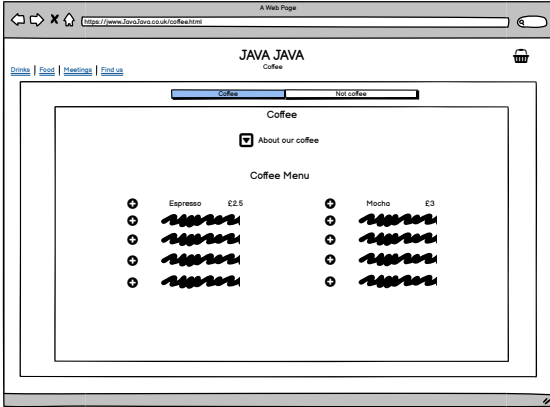 A Web Page
https://jwww.JavaJava.co.uk/coffee.html
JAVA JAVA
Coffee
Drinks | Food | Meetings | Find us
Coffee Not coffee
Coffee
About our coffee
Coffee Menu
Espresso £2.5 Mocha £3